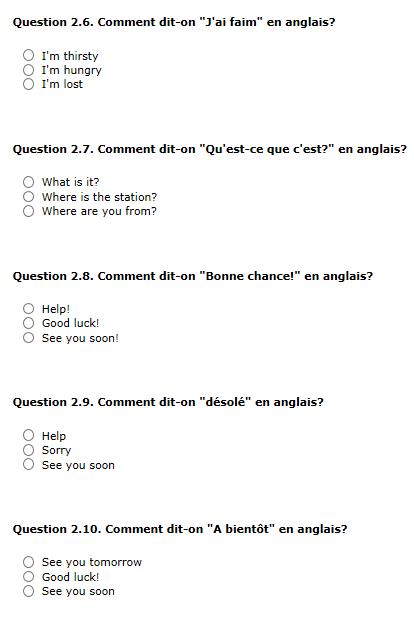 Question 2.6. Comment dit-on "J'ai faim" en anglais?
I'm thirsty
I'm hungry
I'm lost
Question 2.7. Comment dit-on "Qu'est-ce que c'est?" en anglais?
What is it?
Where is the station?
Where are you from?
Question 2.8. Comment dit-on "Bonne chance!" en anglais?
Help!
Good luck!
See you soon!
Question 2.9. Comment dit-on "désolé" en anglais?
Help
Sorry
See you soon
Question 2.10. Comment dit-on "A bientôt" en anglais?
See you tomorrow
Good luck!
See you soon